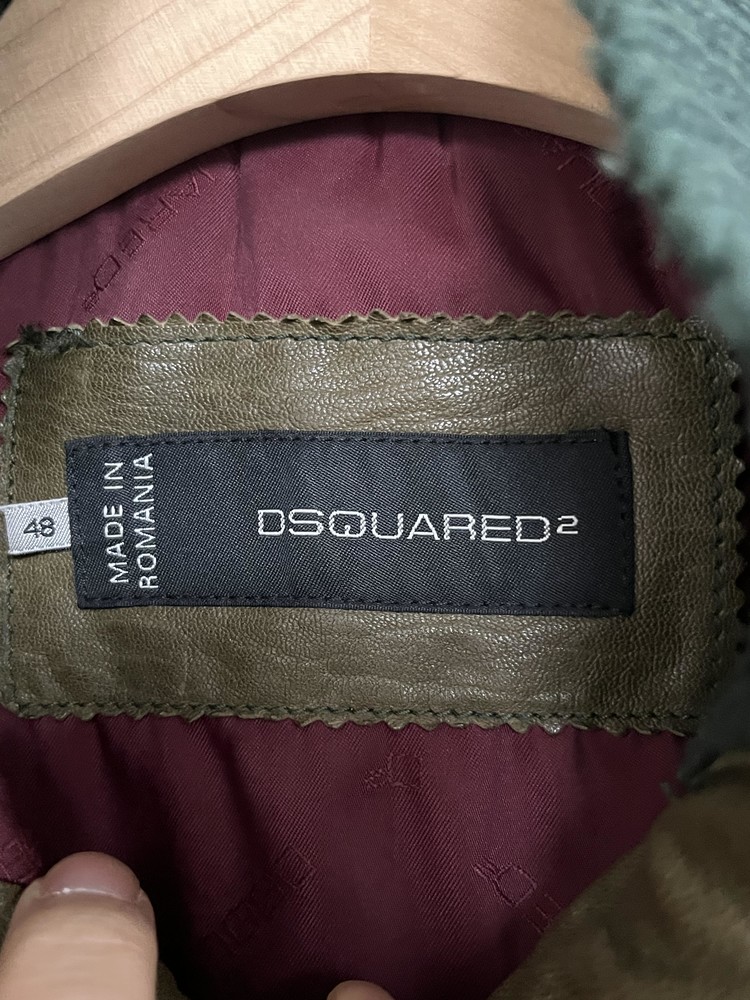 48
MADE IN
ROMANIA
DSQUARED2